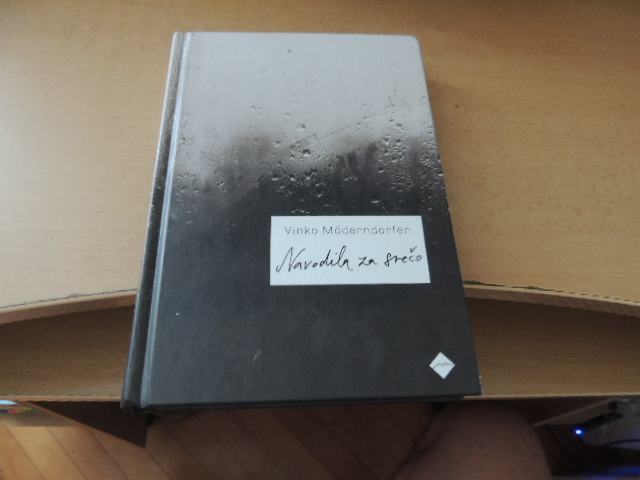 Vinko Möderndorfer
Navodila za srečo